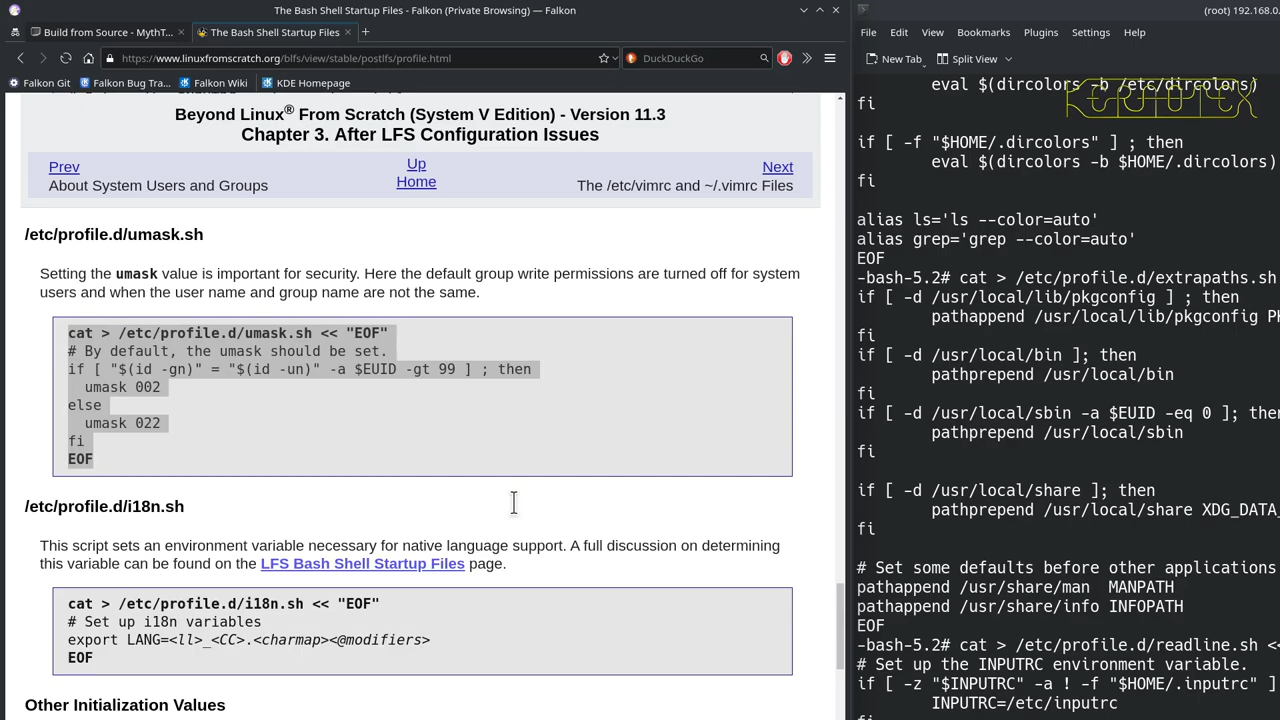 The Bash Shell Startup Files - Falkon (Private Browsing) — Falkon
Build from Source - MythT...
The Bash Shell Startup Files - Falkon
https://www.linuxfromscratch.org/blfs/view/stable/postlfs/profile.html
DuckDuckGo
Falkon Git
Falkon Bug Tra...
Falkon Wiki
KDE Homepage
Beyond Linux® From Scratch (System V Edition) - Version 11.3
Chapter 3. After LFS Configuration Issues
Prev
Up
Next
About System Users and Groups
Home
The /etc/vimrc and ~/.vimrc Files
/etc/profile.d/umask.sh
Setting the umask value is important for security. Here the default group write permissions are turned off for system
users and when the user name and group name are not the same.
cat > /etc/profile.d/umask.sh << "EOF"
# By default, the umask should be set.
if [ "$(id -gn)" = "$(id -un)" -a $EUID -gt 99 ] ; then
  umask 002
else
  umask 022
fi
EOF
/etc/profile.d/i18n.sh
This script sets an environment variable necessary for native language support. A full discussion on determining
this variable can be found on the LFS Bash Shell Startup Files page.
cat > /etc/profile.d/i18n.sh << "EOF"
# Set up i18n variables
export LANG=<ll>_<CC>.<charmap><@modifiers>
EOF
Other Initialization Values
(root) 192.168.0.
File Edit View Bookmarks Plugins Settings Help
New Tab
Split View
eval $(dircolors -b /etc/dircolors)
fi
if [ -f "$HOME/.dircolors" ] ; then
        eval $(dircolors -b $HOME/.dircolors)
fi
alias ls='ls --color=auto'
alias grep='grep --color=auto'
EOF
-bash-5.2# cat > /etc/profile.d/extrapaths.sh
if [ -d /usr/local/lib/pkgconfig ] ; then
        pathappend /usr/local/lib/pkgconfig
fi
if [ -d /usr/local/bin ]; then
        pathprepend /usr/local/bin
fi
if [ -d /usr/local/sbin -a $EUID -eq 0 ]; then
        pathprepend /usr/local/sbin
fi
if [ -d /usr/local/share ]; then
        pathprepend /usr/local/share XDG_DATA_
fi
# Set some defaults before other applications
pathappend /usr/share/man  MANPATH
pathappend /usr/share/info INFOPATH
EOF
-bash-5.2# cat > /etc/profile.d/readline.sh <<
# Set up the INPUTRC environment variable.
if [ -z "$INPUTRC" -a ! -f "$HOME/.inputrc" ]
        INPUTRC=/etc/inputrc